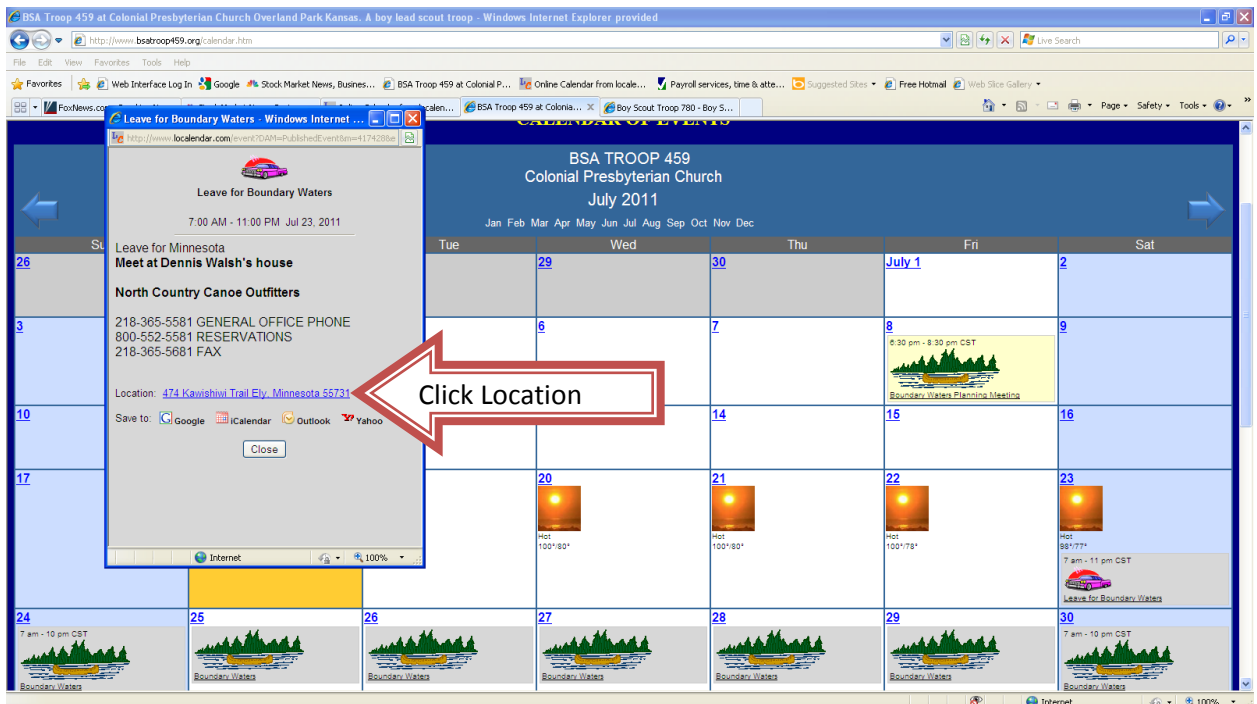 BSA Troop 459 at Colonial Presbyterian Church Overland Park Kansas. A boy lead scout troop - Windows Internet Explorer provided
http://www.bsatroop459.org/calendar.htm
Live Search
File Edit View Favorites Tools Help
Favorites Web Interface Log In Google Stock Market News, Busines... BSA Troop 459 at Colonial P... Online Calendar from locale... Payroll services, time & atte... Suggested Sites Free Hotmail Web Slice Gallery
BSA Troop 459 at Colonia... X Boy Scout Troop 780 - Boy S...
Page Safety Tools »
CALENDAR OF EVENTS
Leave for Boundary Waters - Windows Internet ...
http://www.localendar.com/event?DAM=PublishedEvent&m=417428&e
Leave for Boundary Waters
7:00 AM - 11:00 PM Jul 23, 2011
Leave for Minnesota
Meet at Dennis Walsh's house
North Country Canoe Outfitters
218-365-5581 GENERAL OFFICE PHONE
800-552-5581 RESERVATIONS
218-365-5681 FAX
Location: 474 Kawishiwi Trail Ely, Minnesota 55731
Save to: Google iCalendar Outlook Yahoo
Close
Internet 100%
Click Location
BSA TROOP 459
Colonial Presbyterian Church
July 2011
Jan Feb Mar Apr May Jun Jul Aug Sep Oct Nov Dec
Su Tue Wed Thu Fri Sat
26 29 30 July 1 2
3 6 7 8 9
6:30 pm - 8:30 pm CST
Boundary Waters Planning Meeting
10 14 15 16
17 20 21 22 23
Hot Hot Hot Hot
100°/80° 100°/80° 100°/78° 98°/77°
7 am - 11 pm CST
Leave for Boundary Waters
24 25 26 27 28 29 30
7 am - 10 pm CST 7 am - 10 pm CST
Boundary Waters Boundary Waters Boundary Waters Boundary Waters Boundary Waters Boundary Waters Boundary Waters
Internet 100%